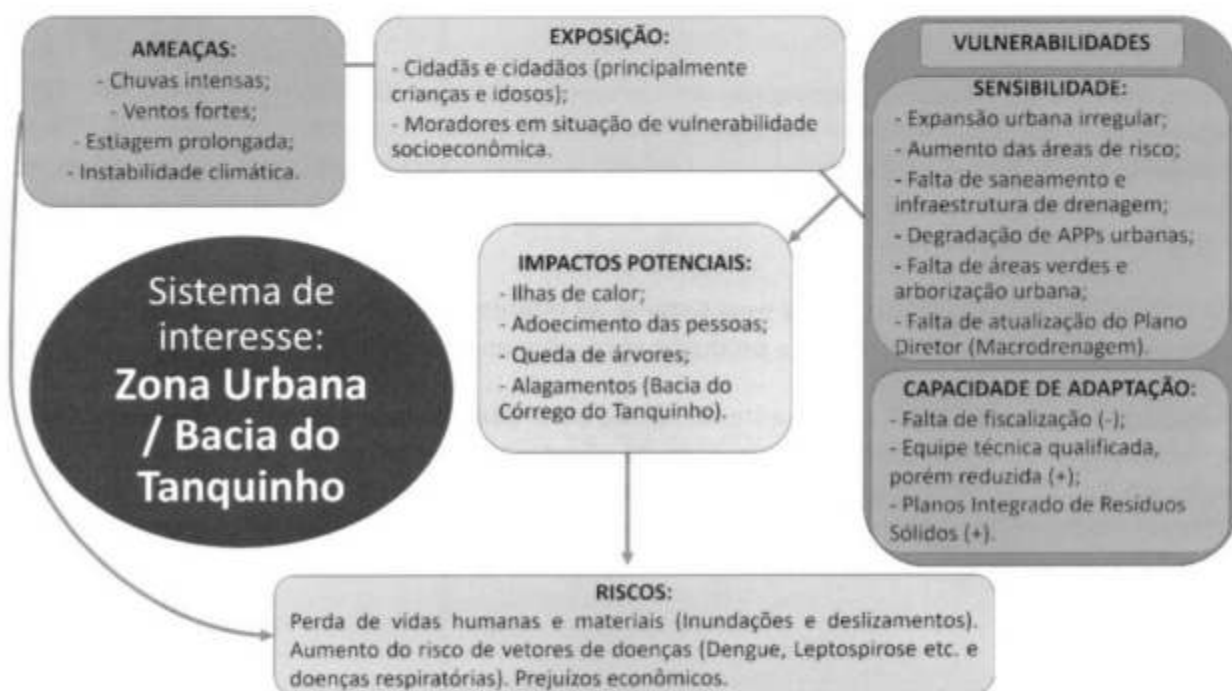 AMEAÇAS:
- Chuvas intensas;
- Ventos fortes;
- Estiagem prolongada;
- Instabilidade climática.
EXPOSIÇÃO:
- Cidadãs e cidadãos (principalmente
crianças e idosos);
- Moradores em situação de vulnerabilidade
socioeconômica.
VULNERABILIDADES
SENSIBILIDADE:
- Expansão urbana irregular;
- Aumento das áreas de risco;
- Falta de saneamento e
infraestrutura de drenagem;
- Degradação de APPs urbanas;
- Falta de áreas verdes e
arborização urbana;
- Falta de atualização do Plano
Diretor (Macrodrenagem).
CAPACIDADE DE ADAPTAÇÃO:
- Falta de fiscalização (-);
- Equipe técnica qualificada,
porém reduzida (+);
- Planos Integrado de Resíduos
Sólidos (+).
Sistema de
interesse:
Zona Urbana
/ Bacia do
Tanquinho
IMPACTOS POTENCIAIS:
- Ilhas de calor;
- Adoecimento das pessoas;
- Queda de árvores;
- Alagamentos (Bacia do
Córrego do Tanquinho).
RISCOS:
Perda de vidas humanas e materiais (Inundações e deslizamentos).
Aumento do risco de vetores de doenças (Dengue, Leptospirose etc. e
doenças respiratórias). Prejuízos econômicos.